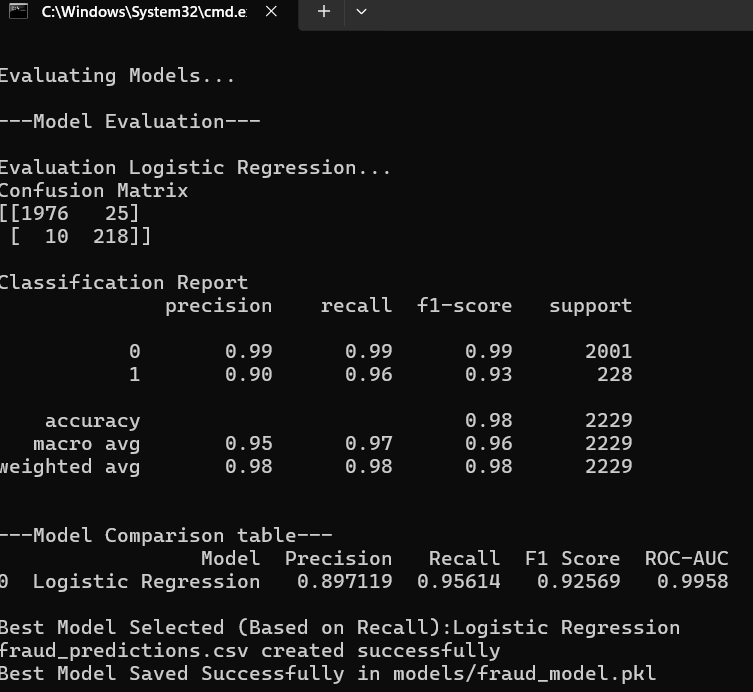 C:\Windows\System32\cmd.e
Evaluating Models...
---Model Evaluation---
Evaluation Logistic Regression...
Confusion Matrix
[[1976   25]
 [  10  218]]
Classification Report
              precision    recall  f1-score   support
           0       0.99      0.99      0.99      2001
           1       0.90      0.96      0.93       228
    accuracy                           0.98      2229
   macro avg       0.95      0.97      0.96      2229
weighted avg       0.98      0.98      0.98      2229
---Model Comparison table---
                 Model  Precision   Recall  F1 Score  ROC-AUC
0  Logistic Regression   0.897119  0.95614   0.92569   0.9958
Best Model Selected (Based on Recall):Logistic Regression
fraud_predictions.csv created successfully
Best Model Saved Successfully in models/fraud_model.pkl